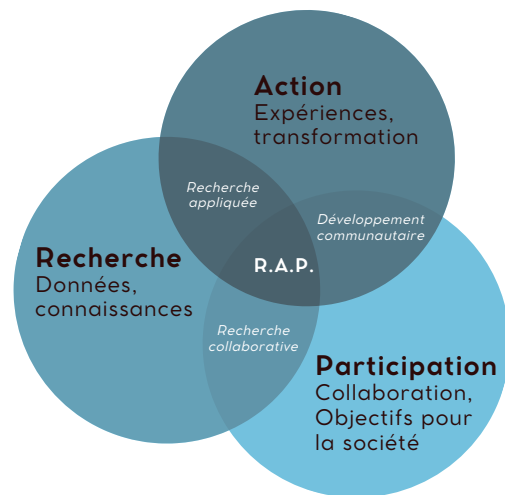 Action
Expériences,
transformation
Recherche
appliquée
Développement
communautaire
R.A.P.
Recherche
Données,
connaissances
Recherche
collaborative
Participation
Collaboration,
Objectifs pour
la société